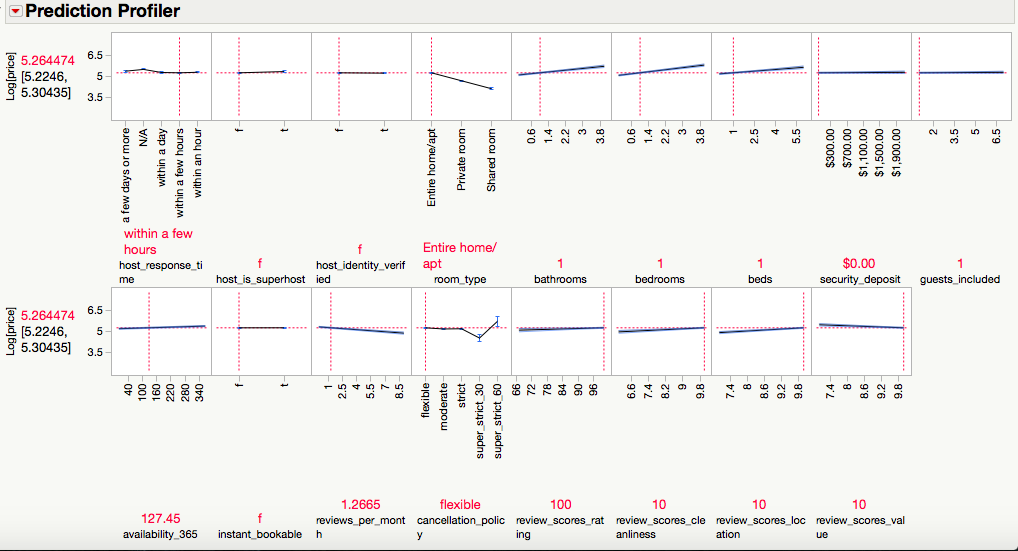 Prediction Profiler
Log[price]
5.264474
[5.2246,
5.30435]
6.5
5
3.5
a few days or more
N/A
within a day
within a few hours
within an hour
f
t
f
t
Entire home/apt
Private room
Shared room
0.6
1.4
2.2
3
3.8
0.6
1.4
2.2
3
3.8
1
2.5
4
5.5
$300.00
$700.00
$1,100.00
$1,500.00
$1,900.00
2
3.5
5
6.5
within a few
hours
host_response_ti
me
f
host_is_superhost
f
host_identity_verif
ied
Entire home/
apt
room_type
1
bathrooms
1
bedrooms
1
beds
$0.00
security_deposit
1
guests_included
Log[price]
5.264474
[5.2246,
5.30435]
6.5
5
3.5
40
100
160
220
280
340
f
t
1
2.5
4
5.5
7
8.5
flexible
moderate
strict
super_strict_30
super_strict_60
68
72
78
84
90
96
6.6
7.4
8.2
9
9.8
7.4
8
8.6
9.2
9.8
7.4
8
8.6
9.2
9.8
127.45
availability_365
f
instant_bookable
1.2665
reviews_per_mont
h
flexible
cancellation_polic
y
100
review_scores_rat
ing
10
review_scores_cle
anliness
10
review_scores_loc
ation
10
review_scores_val
ue